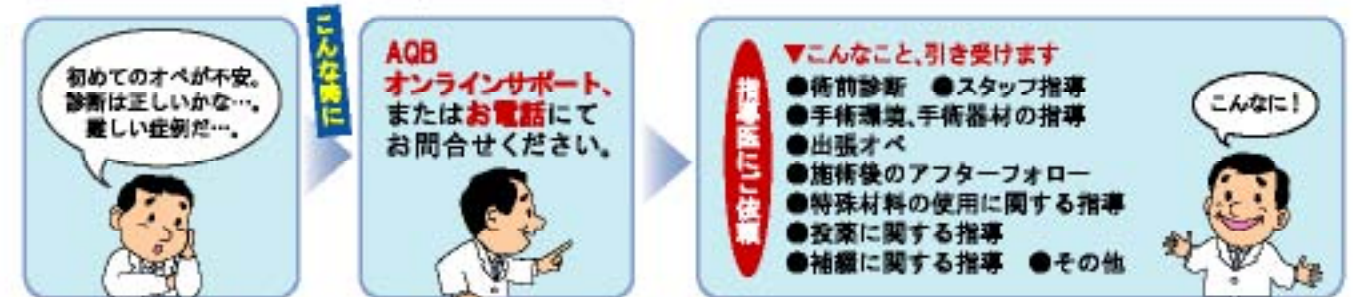 初めてのオペが不安。
診断は正しいかな…。
難しい症例だ…。
こんな時に
AQB
オンラインサポート、
またはお電話にて
お問合せください。
指導医にご依頼
▼こんなこと、引き受けます
●術前診断 ●スタッフ指導
●手術環境、手術器材の指導
●出張オペ
●施術後のアフターフォロー
●特殊材料の使用に関する指導
●投薬に関する指導
●補綴に関する指導 ●その他
こんなに!